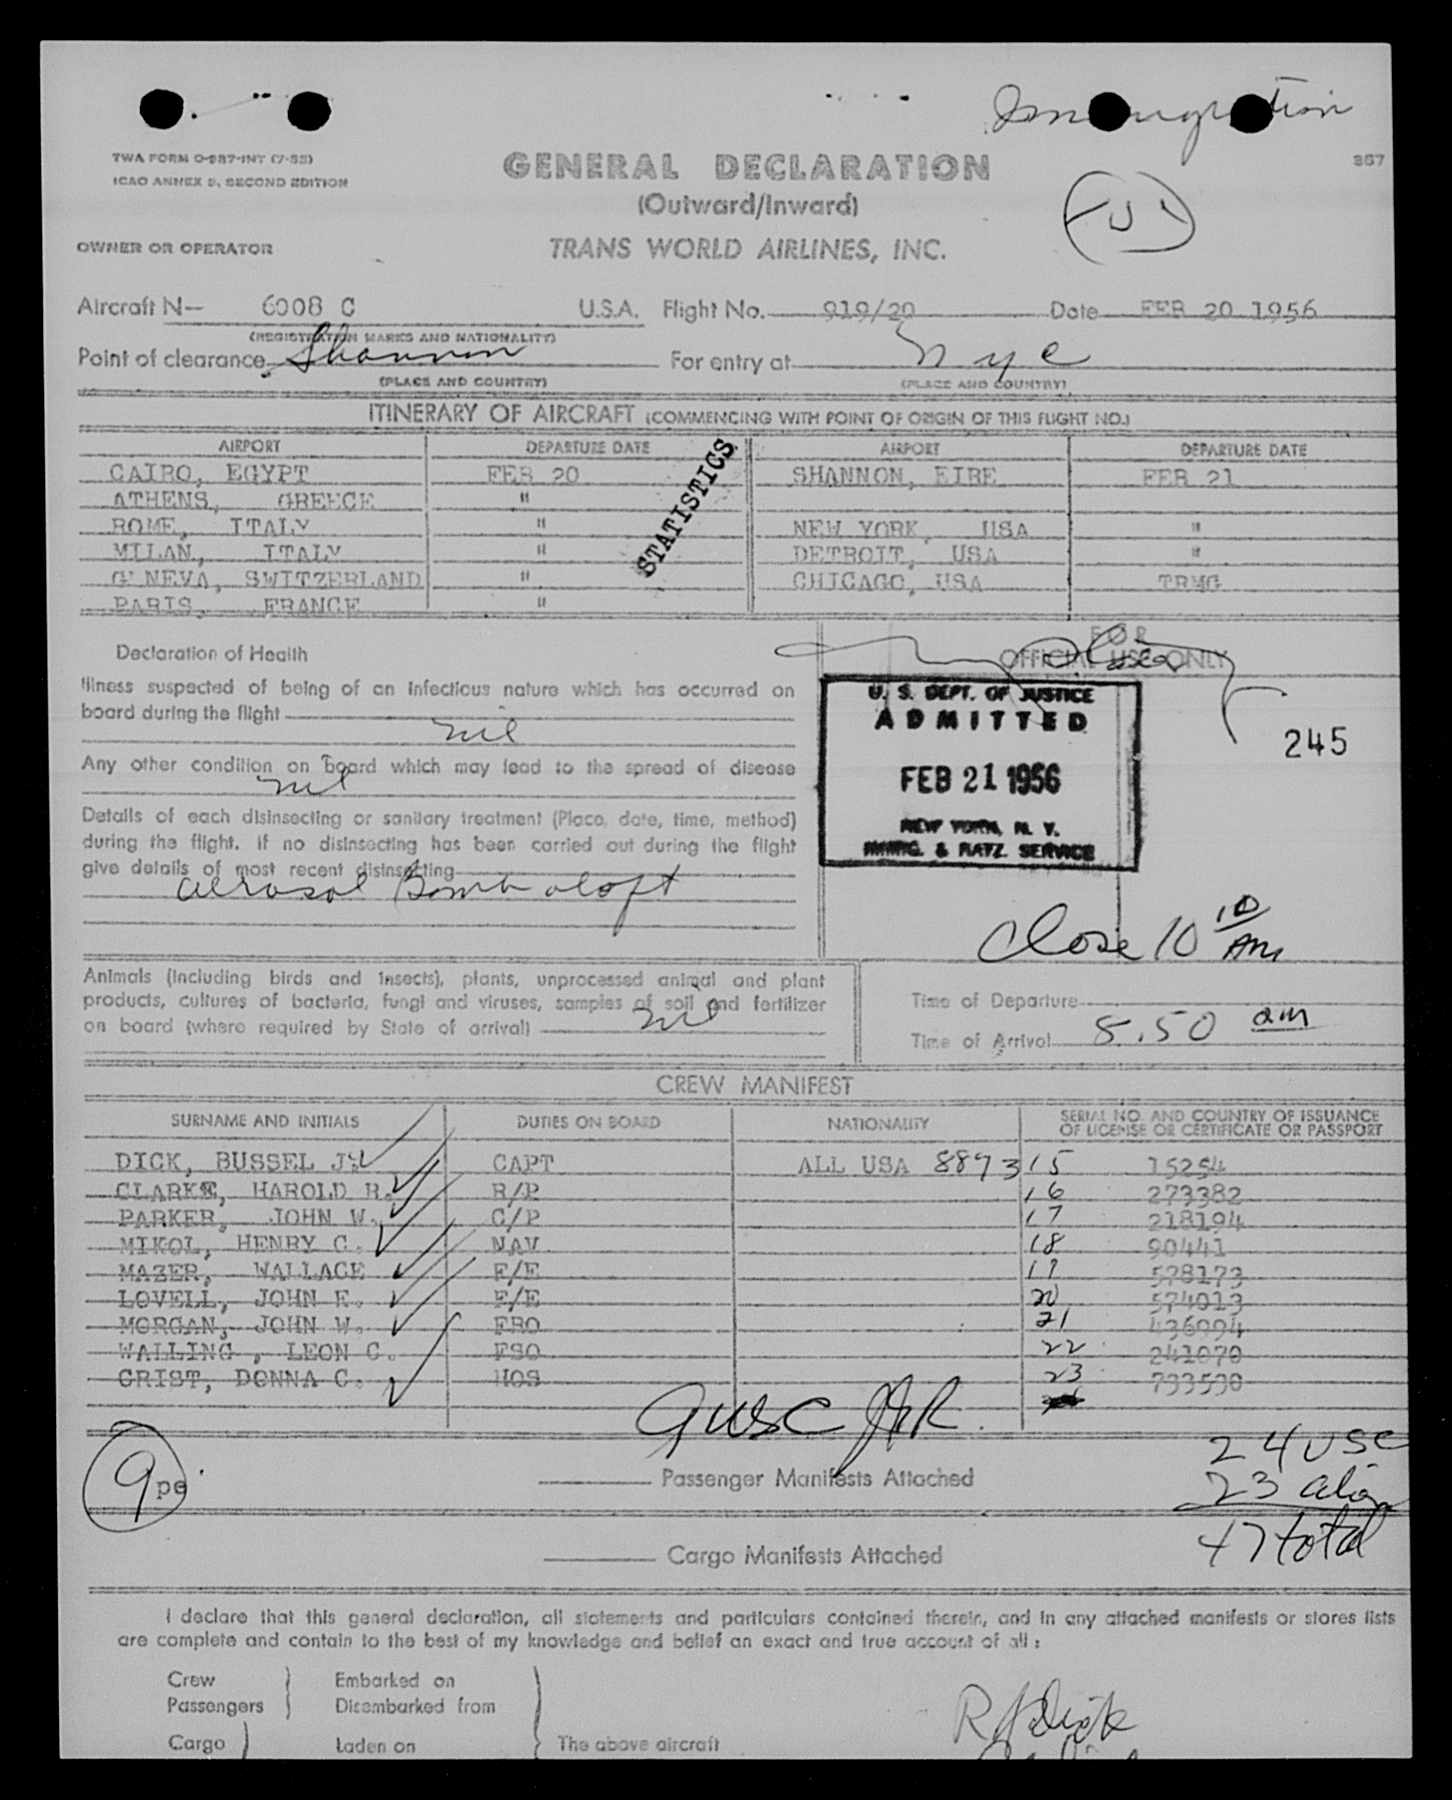 Immigration
TWA FORM O-987-INT (7-55)
ICAO ANNEX 9, SECOND EDITION
GENERAL DECLARATION
367
(Outward/Inward)
OWNER OR OPERATOR
TRANS WORLD AIRLINES, INC.
Aircraft N— 6008 C U.S.A. Flight No. 919/20 Date FEB 20 1956
(REGISTRATION MARKS AND NATIONALITY)
Point of clearance Shannon For entry at nyc
(PLACE AND COUNTRY) (PLACE AND COUNTRY)
ITINERARY OF AIRCRAFT (COMMENCING WITH POINT OF ORIGIN OF THIS FLIGHT NO.)
AIRPORT DEPARTURE DATE AIRPORT DEPARTURE DATE
CAIRO, EGYPT FEB 20 SHANNON, EIRE FEB 21
ATHENS, GREECE "
ROME, ITALY " NEW YORK, USA "
MILAN, ITALY " DETROIT, USA "
GENEVA, SWITZERLAND " CHICAGO, USA TRMG
PARIS, FRANCE "
STATISTICS
FOR
OFFICIAL USE ONLY
Declaration of Health
Illness suspected of being of an infectious nature which has occurred on
board during the flight
nil
Any other condition on board which may lead to the spread of disease
nil
Details of each disinsecting or sanitary treatment (Place, date, time, method)
during the flight. If no disinsecting has been carried out during the flight
give details of most recent disinsecting
aerosol Bomb aloft
U. S. DEPT. OF JUSTICE
ADMITTED
FEB 21 1956
NEW YORK, N. Y.
IMMIG. & NATZ. SERVICE
245
Close 10 10 AM
Animals (including birds and insects), plants, unprocessed animal and plant
products, cultures of bacteria, fungi and viruses, samples of soil and fertilizer
on board (where required by State of arrival)
nil
Time of Departure
Time of Arrival 8.50 am
CREW MANIFEST
SURNAME AND INITIALS DUTIES ON BOARD NATIONALITY SERIAL NO. AND COUNTRY OF ISSUANCE
OF LICENSE OR CERTIFICATE OR PASSPORT
DICK, BUSSEL J. CAPT ALL USA 889315 15254
CLARKE, HAROLD R. R/P 16 273382
PARKER, JOHN W. C/P 17 218194
MIKOL, HENRY C. NAV 18 90441
MAZER, WALLACE F/E 19 528173
LOVELL, JOHN E. F/E 20 574013
MORGAN, JOHN W. FRO 21 436994
WALLING, LEON C. FSO 22 241070
GRIST, DONNA C. HOS 23 733530
9 USC JHR
9 pe
Passenger Manifests Attached
24 USC
23 alien
47 total
Cargo Manifests Attached
I declare that this general declaration, all statements and particulars contained therein, and in any attached manifests or stores lists
are complete and contain to the best of my knowledge and belief an exact and true account of all :
Crew Embarked on
Passengers Disembarked from
Cargo Laden on The above aircraft
R J Dick